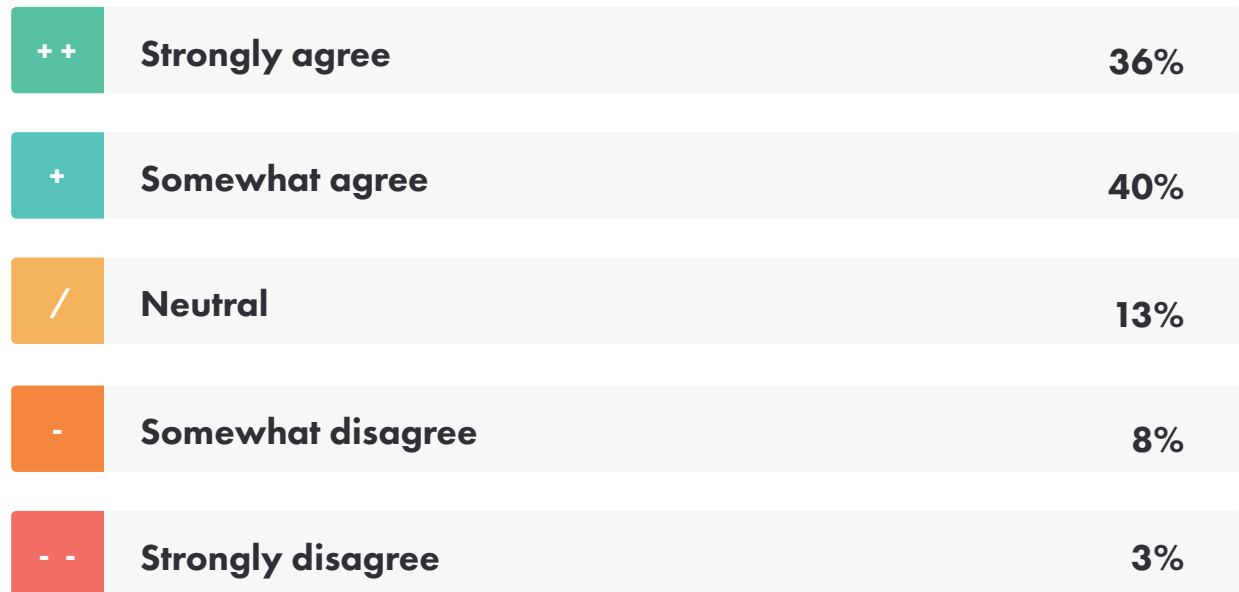 ++ Strongly agree 36%
+ Somewhat agree 40%
/ Neutral 13%
- Somewhat disagree 8%
- - Strongly disagree 3%